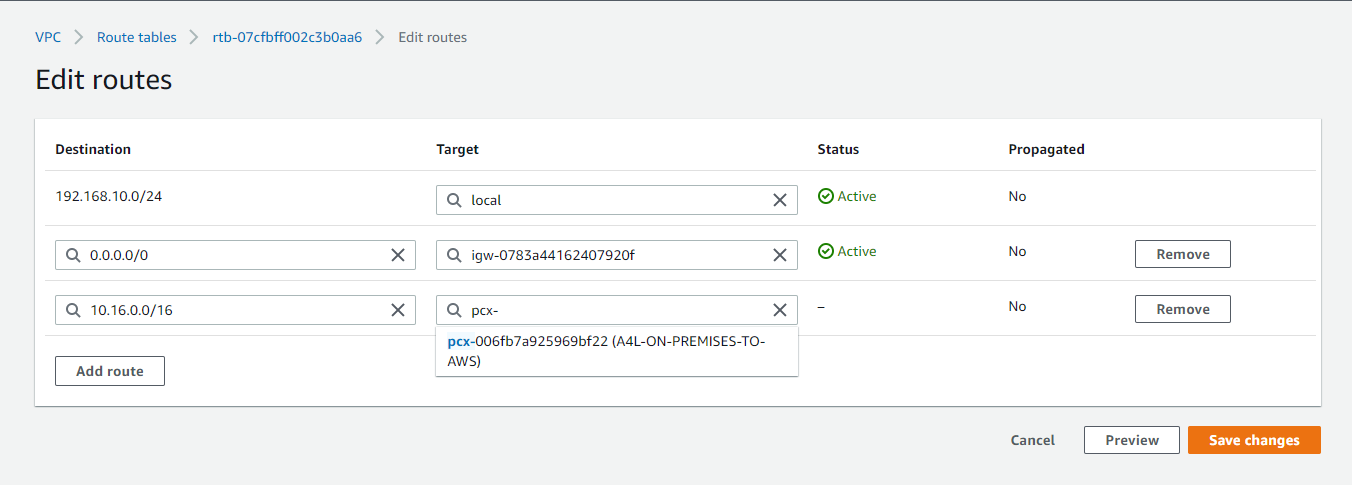 VPC > Route tables > rtb-07cfbff002c3b0aa6 > Edit routes
Edit routes
Destination Target Status Propagated
192.168.10.0/24 local Active No
0.0.0.0/0 igw-0783a44162407920f Active No Remove
10.16.0.0/16 pcx- – No Remove
pcx-006fb7a925969bf22 (A4L-ON-PREMISES-TO-
AWS)
Add route
Cancel Preview Save changes